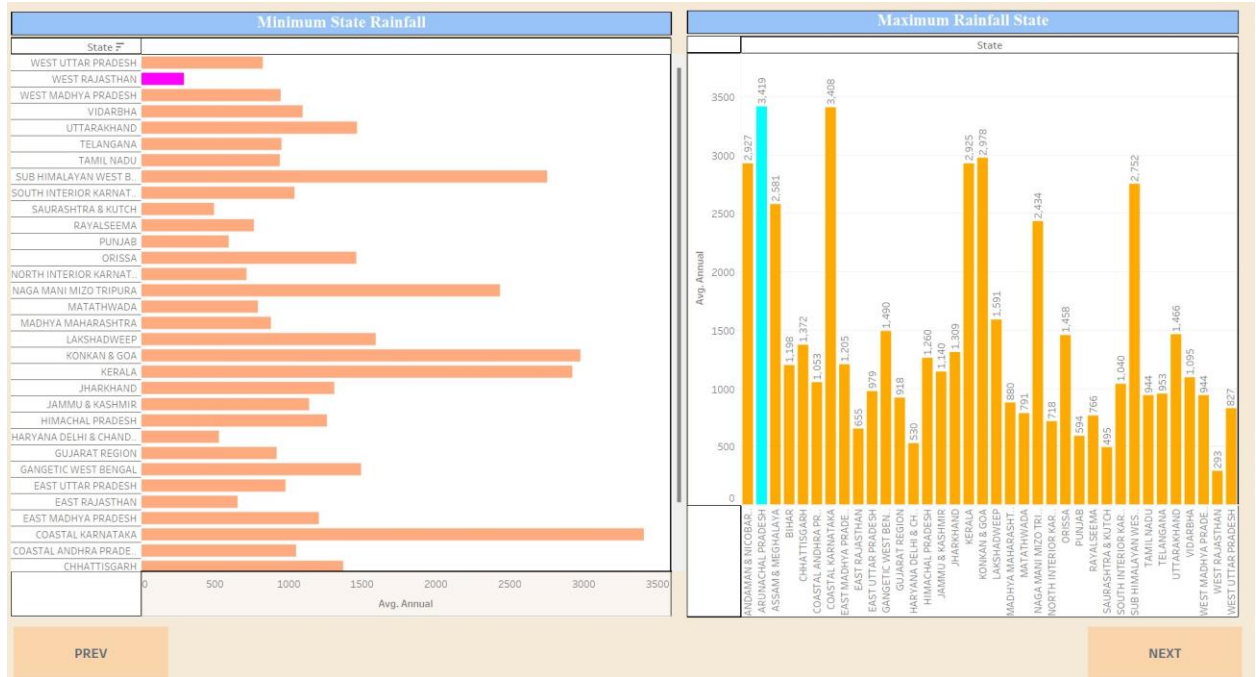 Minimum State Rainfall
State
WEST UTTAR PRADESH
WEST RAJASTHAN
WEST MADHYA PRADESH
VIDARBHA
UTTARAKHAND
TELANGANA
TAMIL NADU
SUB HIMALAYAN WEST B..
SOUTH INTERIOR KARNAT..
SAURASHTRA & KUTCH
RAYALSEEMA
PUNJAB
ORISSA
NORTH INTERIOR KARNAT..
NAGA MANI MIZO TRIPURA
MATATHWADA
MADHYA MAHARASHTRA
LAKSHADWEEP
KONKAN & GOA
KERALA
JHARKHAND
JAMMU & KASHMIR
HIMACHAL PRADESH
HARYANA DELHI & CHAND..
GUJARAT REGION
GANGETIC WEST BENGAL
EAST UTTAR PRADESH
EAST RAJASTHAN
EAST MADHYA PRADESH
COASTAL KARNATAKA
COASTAL ANDHRA PRADE..
CHHATTISGARH
0 500 1000 1500 2000 2500 3000 3500
Avg. Annual
Maximum Rainfall State
State
Avg. Annual
3500
3000
2500
2000
1500
1000
500
0
2,927
3,419
2,581
1,198
1,372
1,053
3,408
1,205
655
979
1,490
918
530
1,260
1,140
1,309
2,925
2,978
1,591
880
791
2,434
718
1,458
594
766
495
1,040
2,752
944
953
1,466
1,095
944
293
827
ANDAMAN & NICOBAR..
ARUNACHAL PRADESH
ASSAM & MEGHALAYA
BIHAR
CHHATTISGARH
COASTAL ANDHRA PR..
COASTAL KARNATAKA
EAST MADHYA PRADE..
EAST RAJASTHAN
EAST UTTAR PRADESH
GANGETIC WEST BEN..
GUJARAT REGION
HARYANA DELHI & CH..
HIMACHAL PRADESH
JAMMU & KASHMIR
JHARKHAND
KERALA
KONKAN & GOA
LAKSHADWEEP
MADHYA MAHARASHT..
MATATHWADA
NAGA MANI MIZO TRI..
NORTH INTERIOR KAR..
ORISSA
PUNJAB
RAYALSEEMA
SAURASHTRA & KUTCH
SOUTH INTERIOR KAR..
SUB HIMALAYAN WES..
TAMIL NADU
TELANGANA
UTTARAKHAND
VIDARBHA
WEST MADHYA PRADE..
WEST RAJASTHAN
WEST UTTAR PRADESH
PREV
NEXT